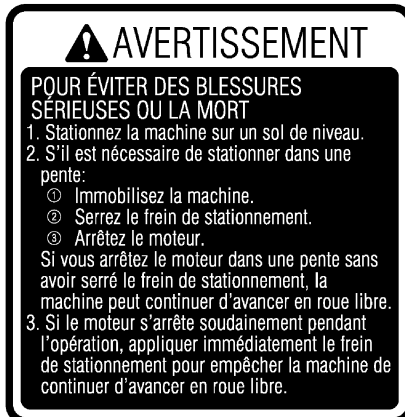 AVERTISSEMENT
POUR ÉVITER DES BLESSURES
SÉRIEUSES OU LA MORT
1. Stationnez la machine sur un sol de niveau.
2. S'il est nécessaire de stationner dans une
pente:
① Immobilisez la machine.
② Serrez le frein de stationnement.
③ Arrêtez le moteur.
Si vous arrêtez le moteur dans une pente sans
avoir serré le frein de stationnement, la
machine peut continuer d'avancer en roue libre.
3. Si le moteur s'arrête soudainement pendant
l'opération, appliquer immédiatement le frein
de stationnement pour empêcher la machine de
continuer d'avancer en roue libre.